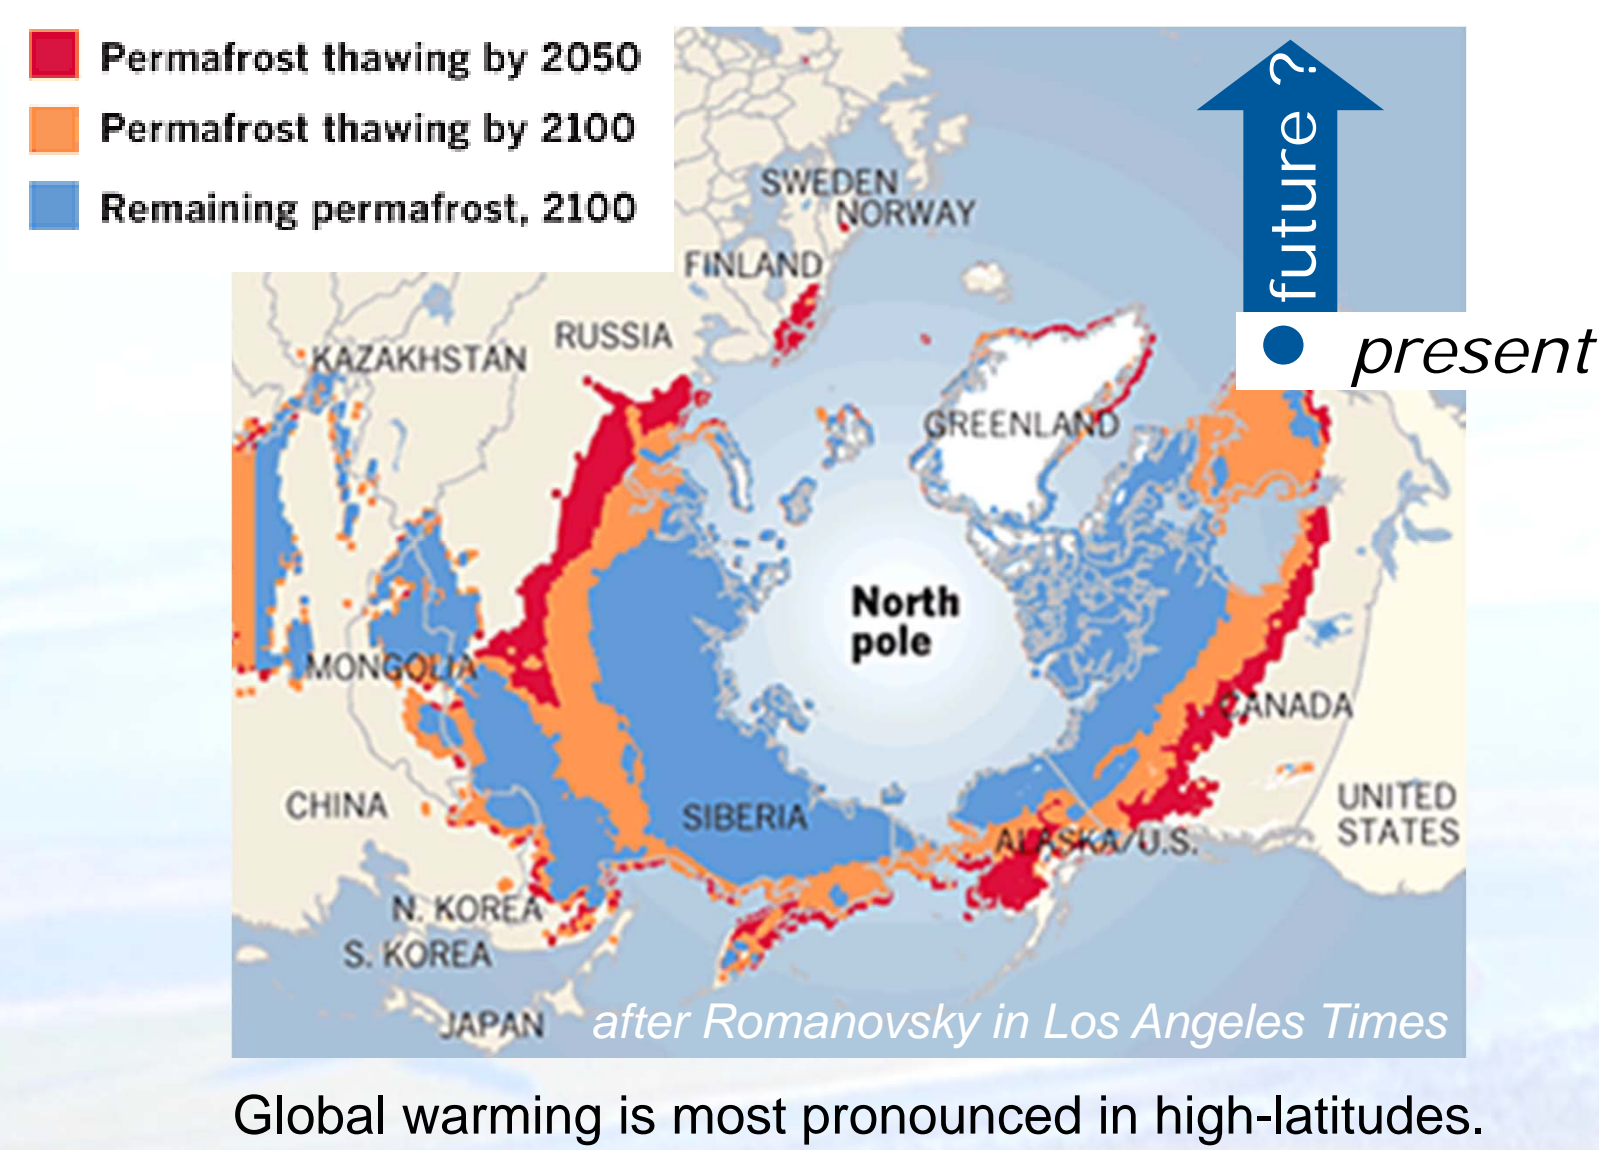 Permafrost thawing by 2050
Permafrost thawing by 2100
Remaining permafrost, 2100
future ?
present
SWEDEN
NORWAY
FINLAND
RUSSIA
KAZAKHSTAN
GREENLAND
North
pole
MONGOLIA
CANADA
CHINA
SIBERIA
UNITED
STATES
ALASKA/U.S.
N. KOREA
S. KOREA
JAPAN
after Romanovsky in Los Angeles Times
Global warming is most pronounced in high-latitudes.